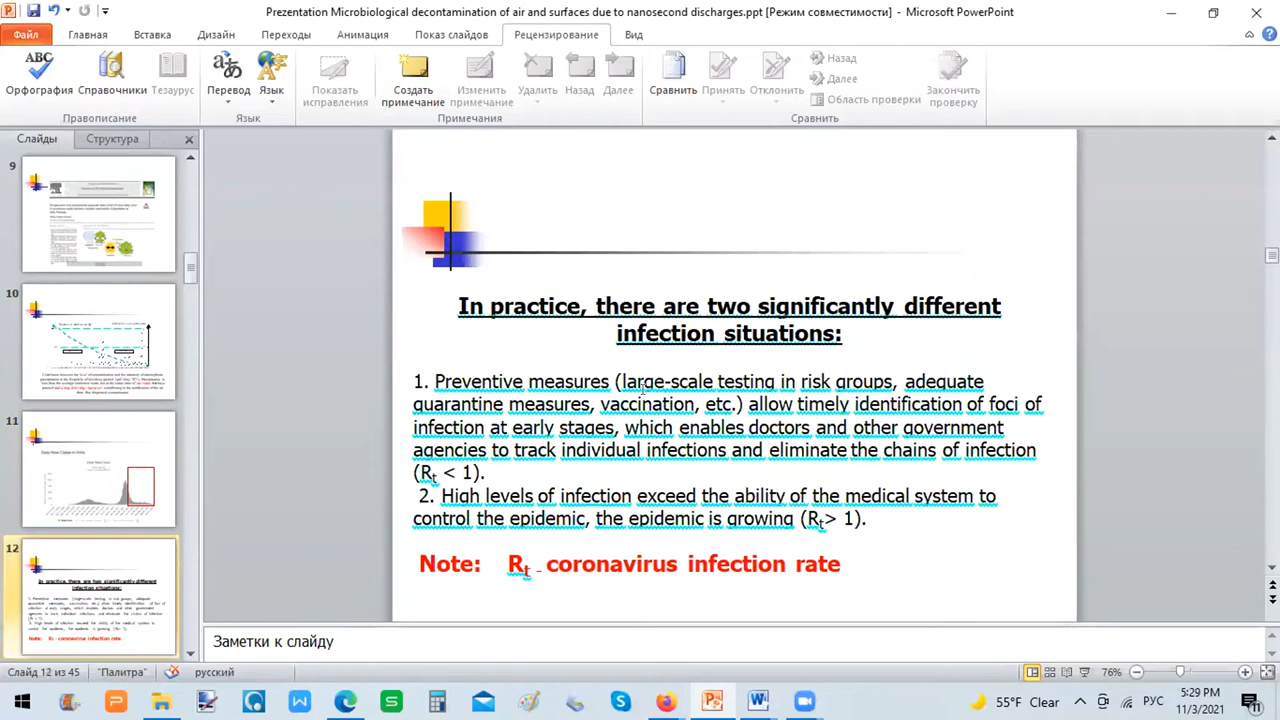 Prezentation Microbiological decontamination of air and surfaces due to nanosecond discharges.ppt [Режим совместимости] - Microsoft PowerPoint
Файл Главная Вставка Дизайн Переходы Анимация Показ слайдов Рецензирование Вид
ABC
Орфография Справочники Тезаурус
Правописание
Перевод Язык
Язык
Показать исправления
Создать примечание Изменить примечание Удалить Назад Далее
Примечания
Сравнить Принять Отклонить
Назад
Далее
Область проверки
Закончить проверку
Сравнить
Слайды Структура
9
10
11
12
In practice, there are two significantly different
infection situations:
1. Preventive measures (large-scale testing in risk groups, adequate
quarantine measures, vaccination, etc.) allow timely identification of foci of
infection at early stages, which enables doctors and other government
agencies to track individual infections and eliminate the chains of infection
(Rt < 1).
2. High levels of infection exceed the ability of the medical system to
control the epidemic, the epidemic is growing (Rt> 1).
Note: Rt - coronavirus infection rate
Заметки к слайду
Слайд 12 из 45 "Палитра" русский 76%
55°F Clear РУС 5:29 PM
11/3/2021